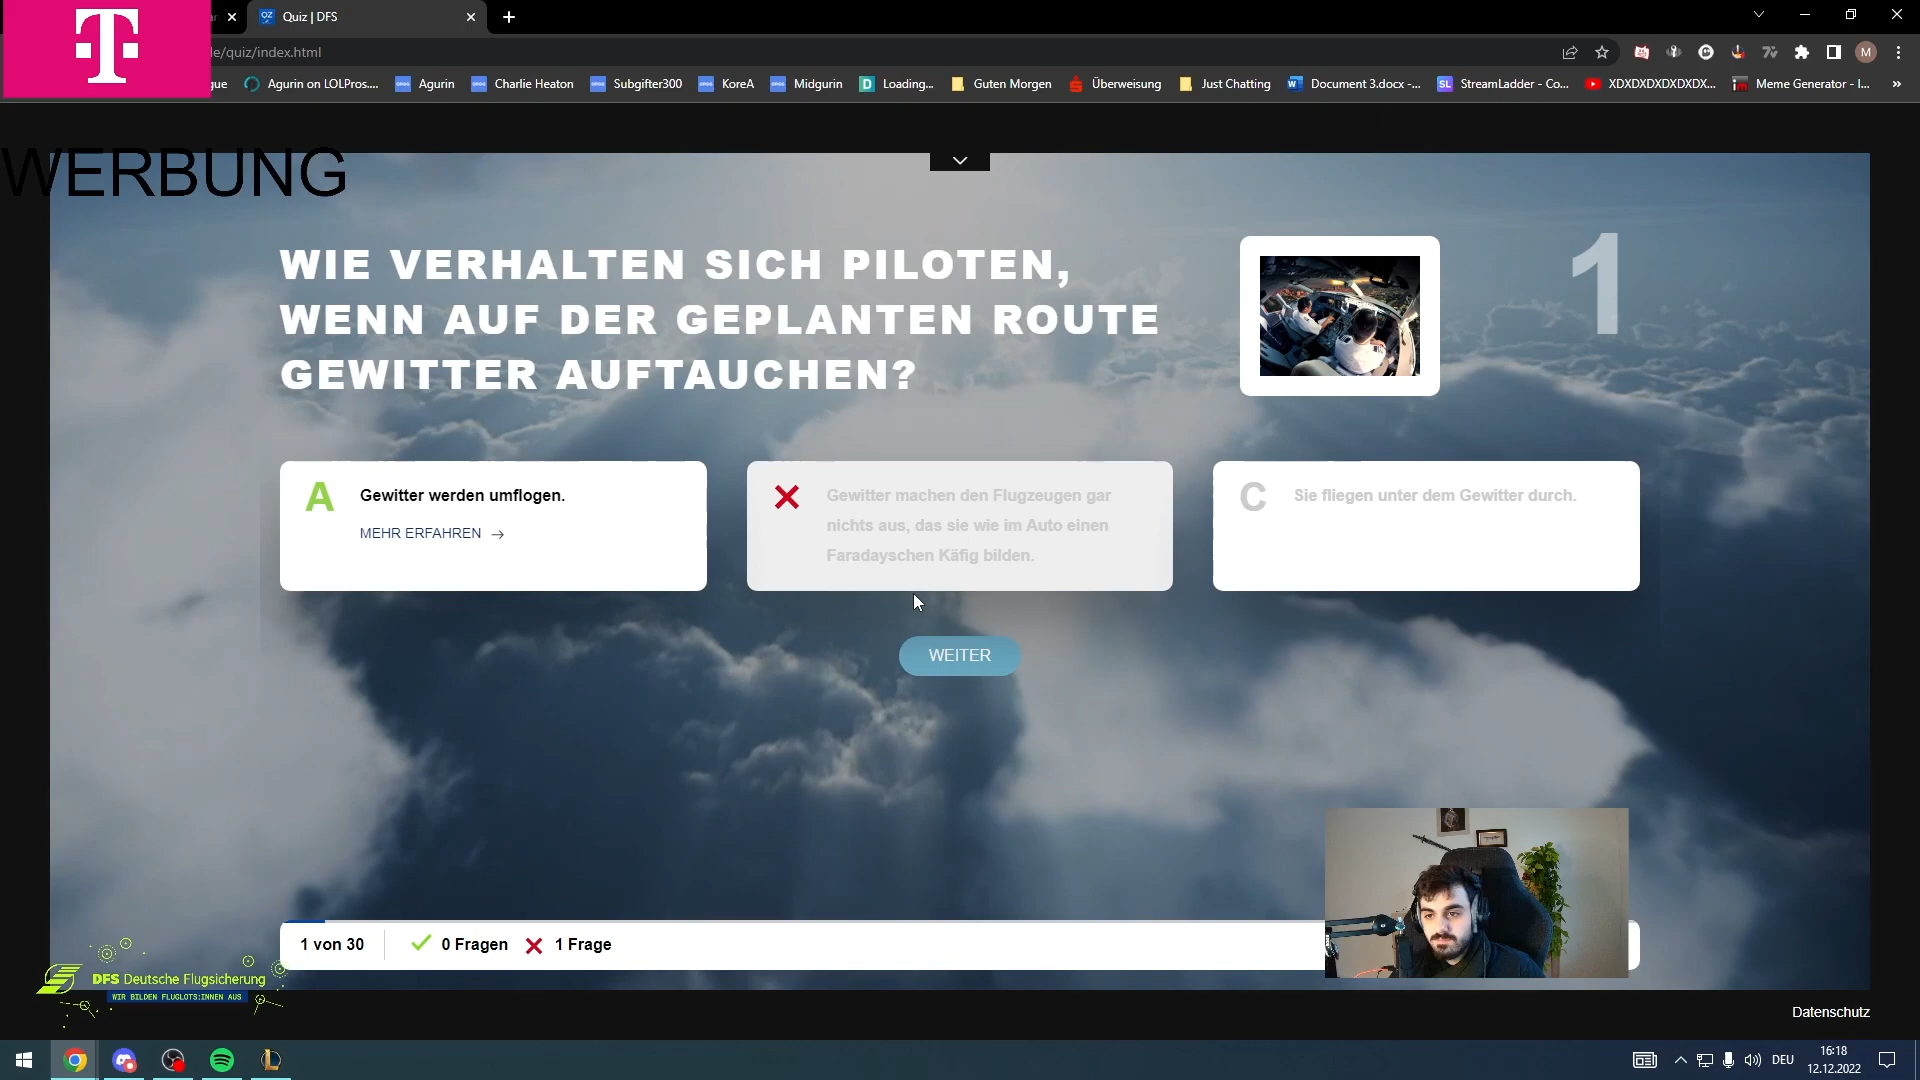 Quiz | DFS
le/quiz/index.html
M
gue
Agurin on LOLPros....
Agurin
Charlie Heaton
Subgifter300
KoreA
Midgurin
Loading...
Guten Morgen
Überweisung
Just Chatting
Document 3.docx -...
StreamLadder - Co...
XDXDXDXDXDXDX...
Meme Generator - I...
»
T
WERBUNG
WIE VERHALTEN SICH PILOTEN,
WENN AUF DER GEPLANTEN ROUTE
GEWITTER AUFTAUCHEN?
1
A
Gewitter werden umflogen.
MEHR ERFAHREN →
Gewitter machen den Flugzeugen gar
nichts aus, das sie wie im Auto einen
Faradayschen Käfig bilden.
C
Sie fliegen unter dem Gewitter durch.
WEITER
1 von 30
0 Fragen
1 Frage
DFS Deutsche Flugsicherung
WIR BILDEN FLUGLOTS:INNEN AUS
Datenschutz
DEU
16:18
12.12.2022